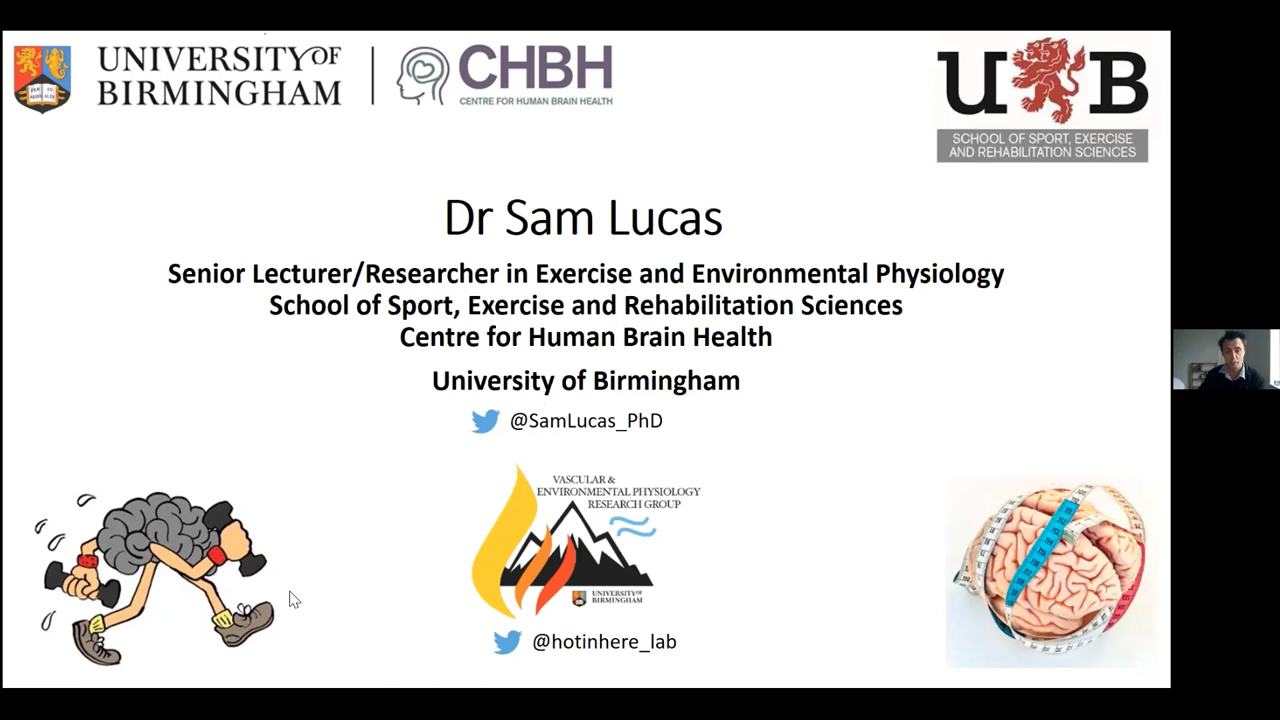 UNIVERSITY OF
BIRMINGHAM
CHBH
CENTRE FOR HUMAN BRAIN HEALTH
U B
SCHOOL OF SPORT, EXERCISE
AND REHABILITATION SCIENCES
Dr Sam Lucas
Senior Lecturer/Researcher in Exercise and Environmental Physiology
School of Sport, Exercise and Rehabilitation Sciences
Centre for Human Brain Health
University of Birmingham
@SamLucas_PhD
VASCULAR &
ENVIRONMENTAL PHYSIOLOGY
RESEARCH GROUP
UNIVERSITY OF
BIRMINGHAM
@hotinhere_lab